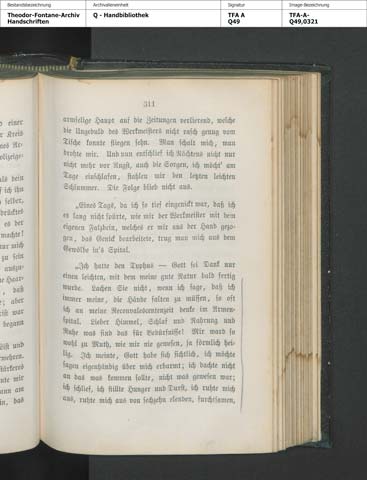 Bestandsbezeichnung
Archivalieneinheit
Signatur
Image-Bezeichnung
Theodor-Fontane-Archiv
Handschriften
Q - Handbibliothek
TFA A
Q49
TFA-A-
Q49,0321
311
armselige Haupt auf die Zeitungen verlierend, welche
die Ungebuld des Werkmeisters nicht rasch genug vom
Tische konnte fliegen sehn. Man schalt mich, man
drohte mir. Und nun entschlief ich Nächtens nicht nur
nicht mehr vor Angst, auch die Sorgen, ich möcht' am
Tage einschlafen, stahlen mir den letzten leichten
Schlummer. Die Folge blieb nicht aus.
„Eines Tags, da ich so tief eingenickt war, daß ich
es lang nicht spürte, wie mir der Werkmeister mit dem
eigenen Falzbein, welches er mir aus der Hand gezo-
gen, das Genick bearbeitete, trug man mich aus dem
Gewölbe in's Spital.
„Ich hatte den Typhus — Gott sei Dank nur
einen leichten, mit dem meine gute Natur bald fertig
wurde. Lachen Sie nicht, wenn ich sage, daß ich
immer meine, die Hände falten zu müssen, so oft
ich an meine Reconvalescentenzeit denke im Armen-
spital. Lieber Himmel, Schlaf und Nahrung und
Ruhe was sind das für Bedürfnisse! Mir ward so
wohl zu Muth, wie mir nie gewesen, ja förmlich hei-
lig. Ich meinte, Gott habe sich sichtlich, ich möchte
sagen eigenhändig über mich erbarmt; ich dachte nicht
an das was kommen sollte, nicht was gewesen war;
ich schlief, ich stillte Hunger und Durst, ich ruhte mich
aus, ruhte mich aus von sechzehn elenden, furchtsamen,